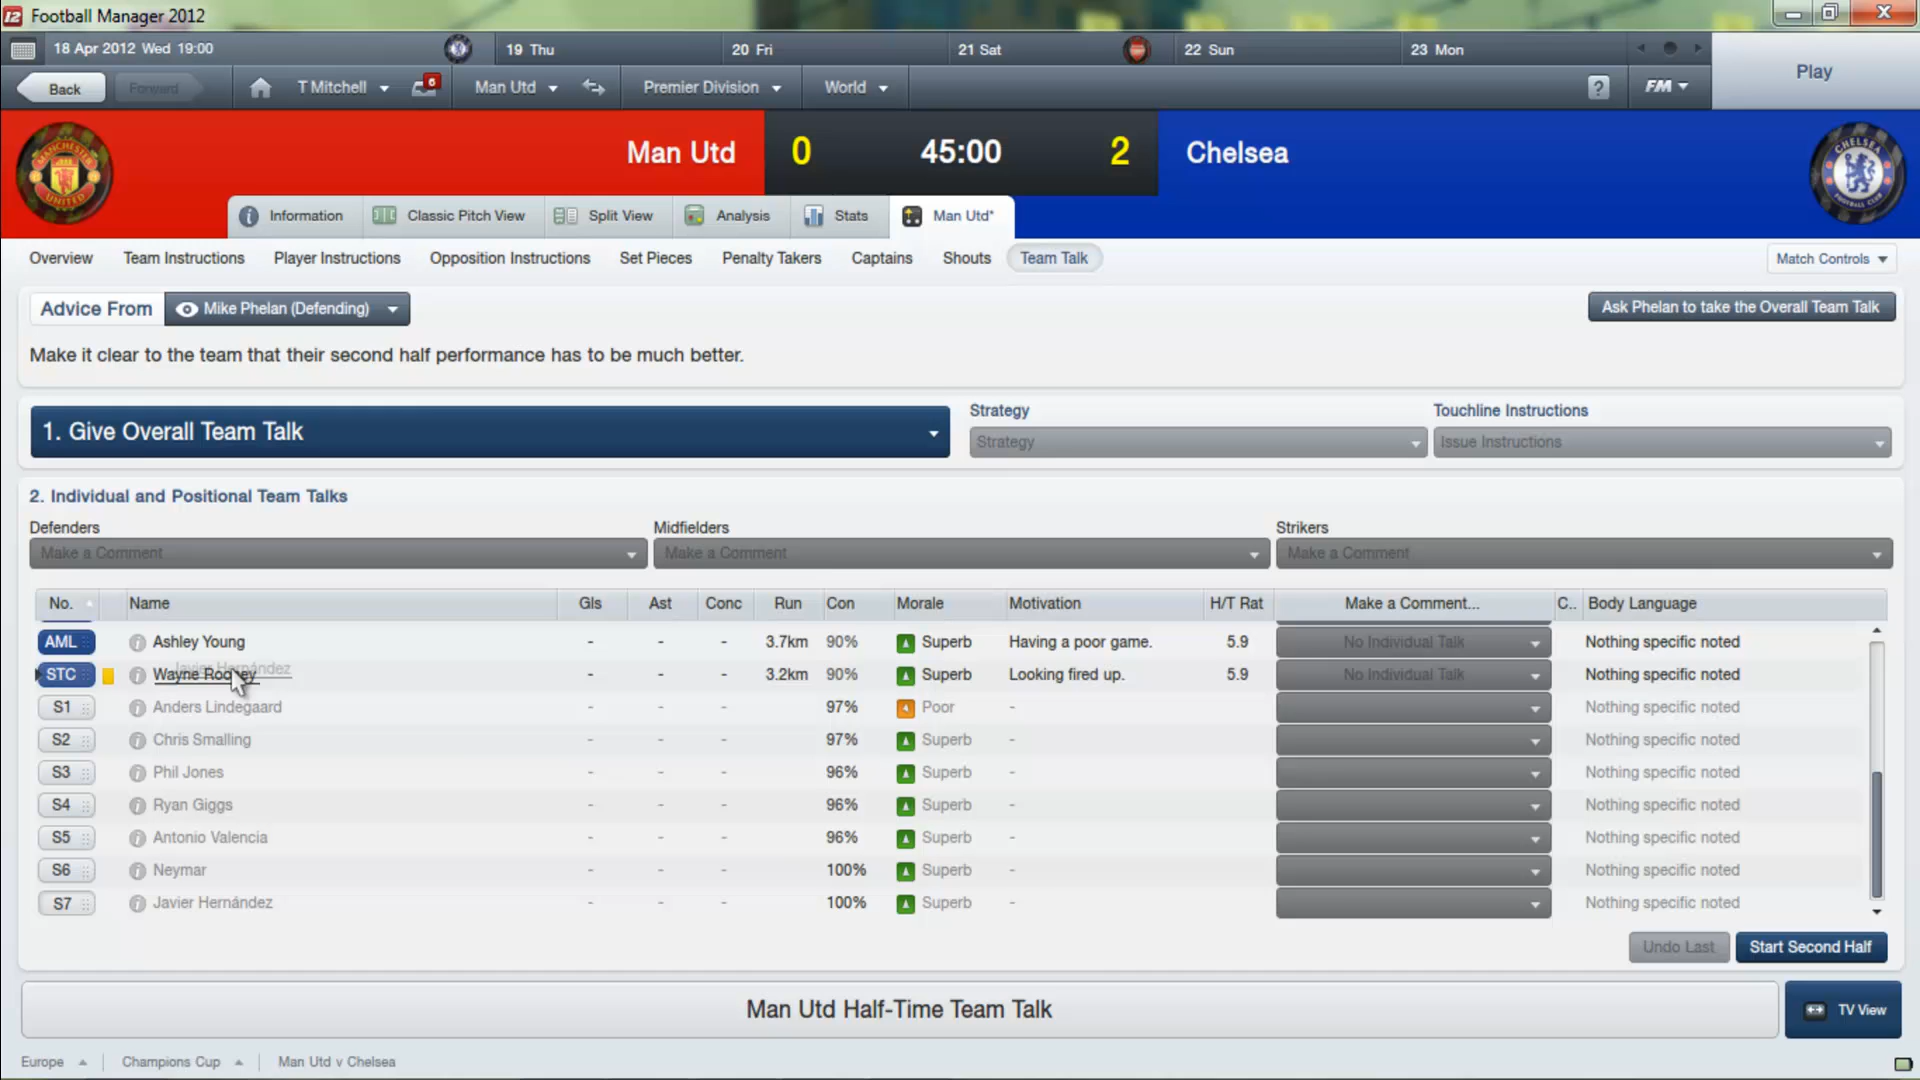 Football Manager 2012
18 Apr 2012 Wed 19:00
19 Thu
20 Fri
21 Sat
22 Sun
23 Mon
Play
Back
Forward
T Mitchell
6
Man Utd
Premier Division
World
?
FM
MANCHESTER UNITED
Man Utd
0
45:00
2
Chelsea
CHELSEA FOOTBALL CLUB
Information
Classic Pitch View
Split View
Analysis
Stats
Man Utd*
Overview
Team Instructions
Player Instructions
Opposition Instructions
Set Pieces
Penalty Takers
Captains
Shouts
Team Talk
Match Controls
Advice From
Mike Phelan (Defending)
Ask Phelan to take the Overall Team Talk
Make it clear to the team that their second half performance has to be much better.
1. Give Overall Team Talk
Strategy
Strategy
Touchline Instructions
Issue Instructions
2. Individual and Positional Team Talks
Defenders
Make a Comment
Midfielders
Make a Comment
Strikers
Make a Comment
No. Name Gls Ast Conc Run Con Morale Motivation H/T Rat Make a Comment... C.. Body Language
AML Ashley Young - - - 3.7km 90% Superb Having a poor game. 5.9 No Individual Talk Nothing specific noted
Javier Hernández
STC Wayne Rooney - - - 3.2km 90% Superb Looking fired up. 5.9 No Individual Talk Nothing specific noted
S1 Anders Lindegaard - - - 97% Poor - Nothing specific noted
S2 Chris Smalling - - - 97% Superb - Nothing specific noted
S3 Phil Jones - - - 96% Superb - Nothing specific noted
S4 Ryan Giggs - - - 96% Superb - Nothing specific noted
S5 Antonio Valencia - - - 96% Superb - Nothing specific noted
S6 Neymar - - - 100% Superb - Nothing specific noted
S7 Javier Hernández - - - 100% Superb - Nothing specific noted
Undo Last
Start Second Half
Man Utd Half-Time Team Talk
TV View
Europe
Champions Cup
Man Utd v Chelsea